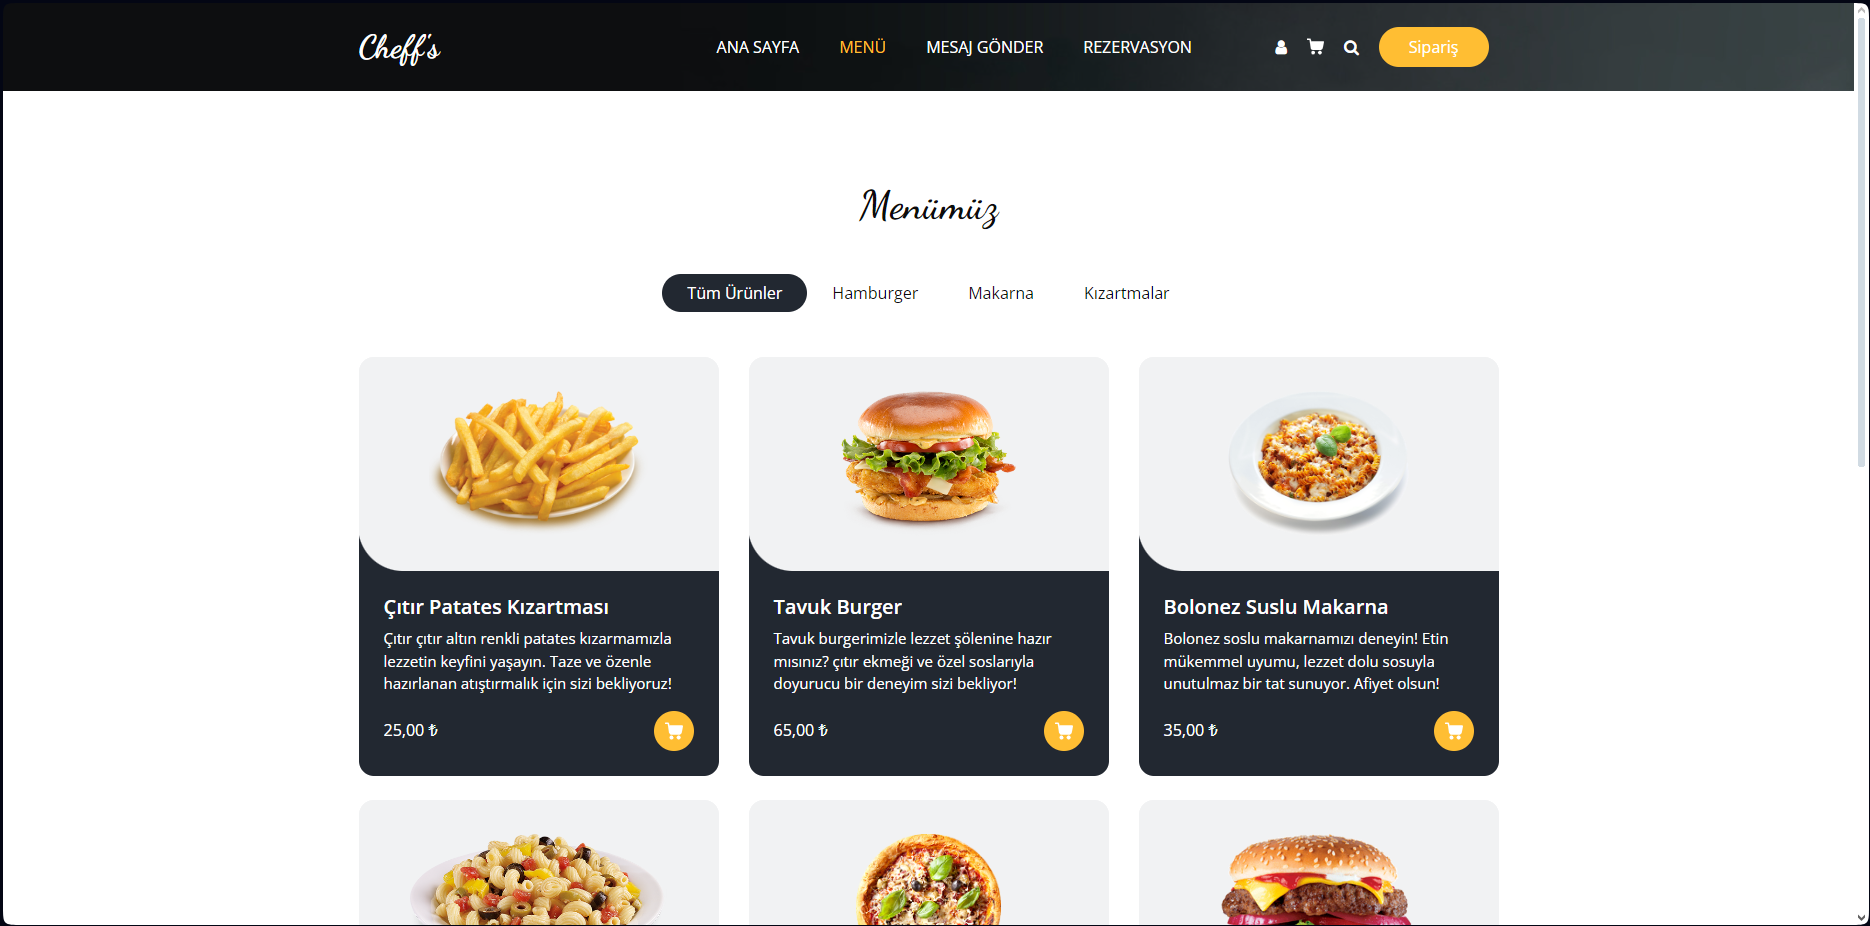 Cheff's
ANA SAYFA
MENÜ
MESAJ GÖNDER
REZERVASYON
Sipariş
Menümüz
Tüm Ürünler
Hamburger
Makarna
Kızartmalar
Çıtır Patates Kızartması
Çıtır çıtır altın renkli patates kızarmamızla
lezzetin keyfini yaşayın. Taze ve özenle
hazırlanan atıştırmalık için sizi bekliyoruz!
25,00 ₺
Tavuk Burger
Tavuk burgerimizle lezzet şölenine hazır
mısınız? çıtır ekmeği ve özel soslarıyla
doyurucu bir deneyim sizi bekliyor!
65,00 ₺
Bolonez Suslu Makarna
Bolonez soslu makarnamızı deneyin! Etin
mükemmel uyumu, lezzet dolu sosuyla
unutulmaz bir tat sunuyor. Afiyet olsun!
35,00 ₺